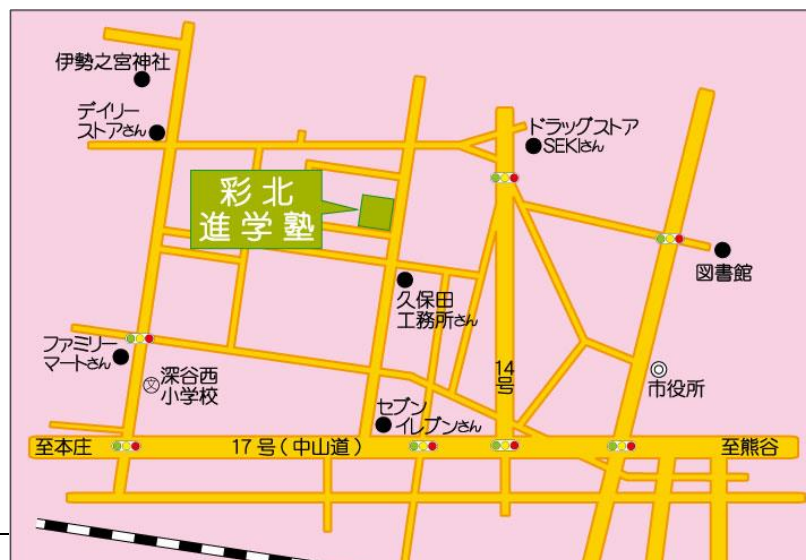 伊勢之宮神社
デイリー
ストアさん
ドラッグストア
SEKIさん
彩北
進学塾
図書館
久保田
工務所さん
ファミリー
マートさん
文
深谷西
小学校
14
号
市役所
セブン
イレブンさん
至本庄
17号(中山道)
至熊谷